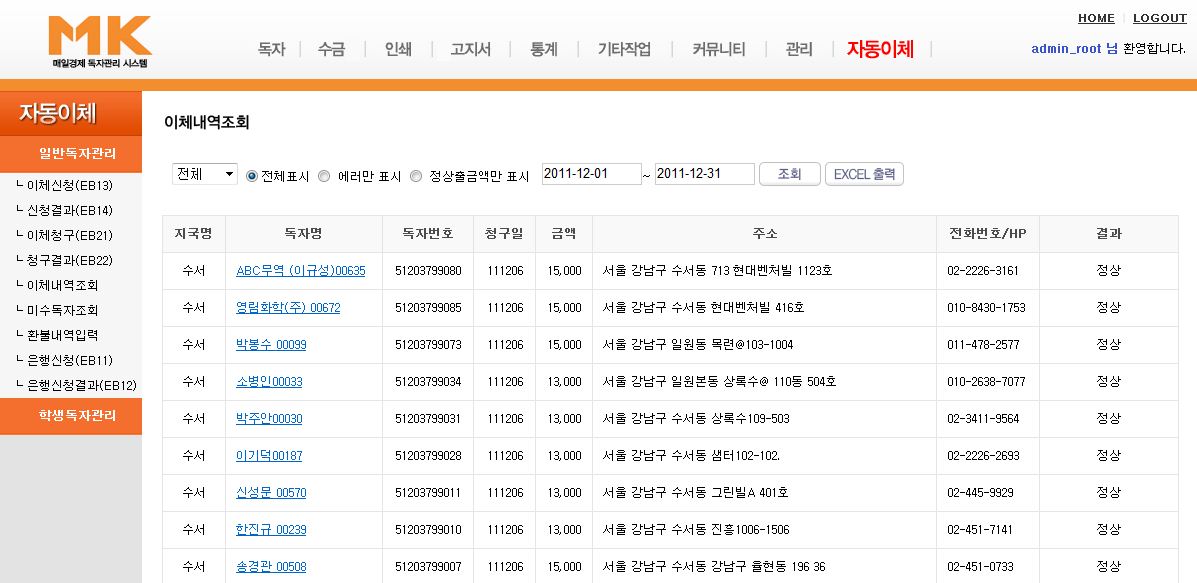 HOME LOGOUT
MK
매일경제 독자관리 시스템
독자 수금 인쇄 고지서 통계 기타작업 커뮤니티 관리 자동이체
admin_root 님 환영합니다.
자동이체
일반독자관리
이체신청(EB13)
신청결과(EB14)
이체청구(EB21)
청구결과(EB22)
이체내역조회
미수독자조회
환불내역입력
은행신청(EB11)
은행신청결과(EB12)
학생독자관리
이체내역조회
전체 전체표시 에러만 표시 정상출금액만 표시 2011-12-01 ~ 2011-12-31 조회 EXCEL 출력
지국명 독자명 독자번호 청구일 금액 주소 전화번호/HP 결과
수서 ABC무역 (이규성)00635 51203799080 111206 15,000 서울 강남구 수서동 713 현대벤처빌 1123호 02-2226-3161 정상
수서 영림화학(주) 00672 51203799085 111206 15,000 서울 강남구 수서동 현대벤처빌 416호 010-8430-1753 정상
수서 박봉수 00099 51203799073 111206 15,000 서울 강남구 일원동 목련@103-1004 011-478-2577 정상
수서 소병인00033 51203799034 111206 13,000 서울 강남구 일원본동 상록수@ 110동 504호 010-2638-7077 정상
수서 박주안00030 51203799031 111206 13,000 서울 강남구 수서동 상록수109-503 02-3411-9564 정상
수서 이기덕00187 51203799028 111206 13,000 서울 강남구 수서동 샘터102-102. 02-2226-2693 정상
수서 신성문 00570 51203799011 111206 13,000 서울 강남구 수서동 그린빌A 401호 02-445-9929 정상
수서 한진규 00239 51203799010 111206 13,000 서울 강남구 수서동 진흥1006-1506 02-451-7141 정상
수서 송경관 00508 51203799007 111206 15,000 서울 강남구 수서동 강남구 율현동 196 36 02-451-0733 정상